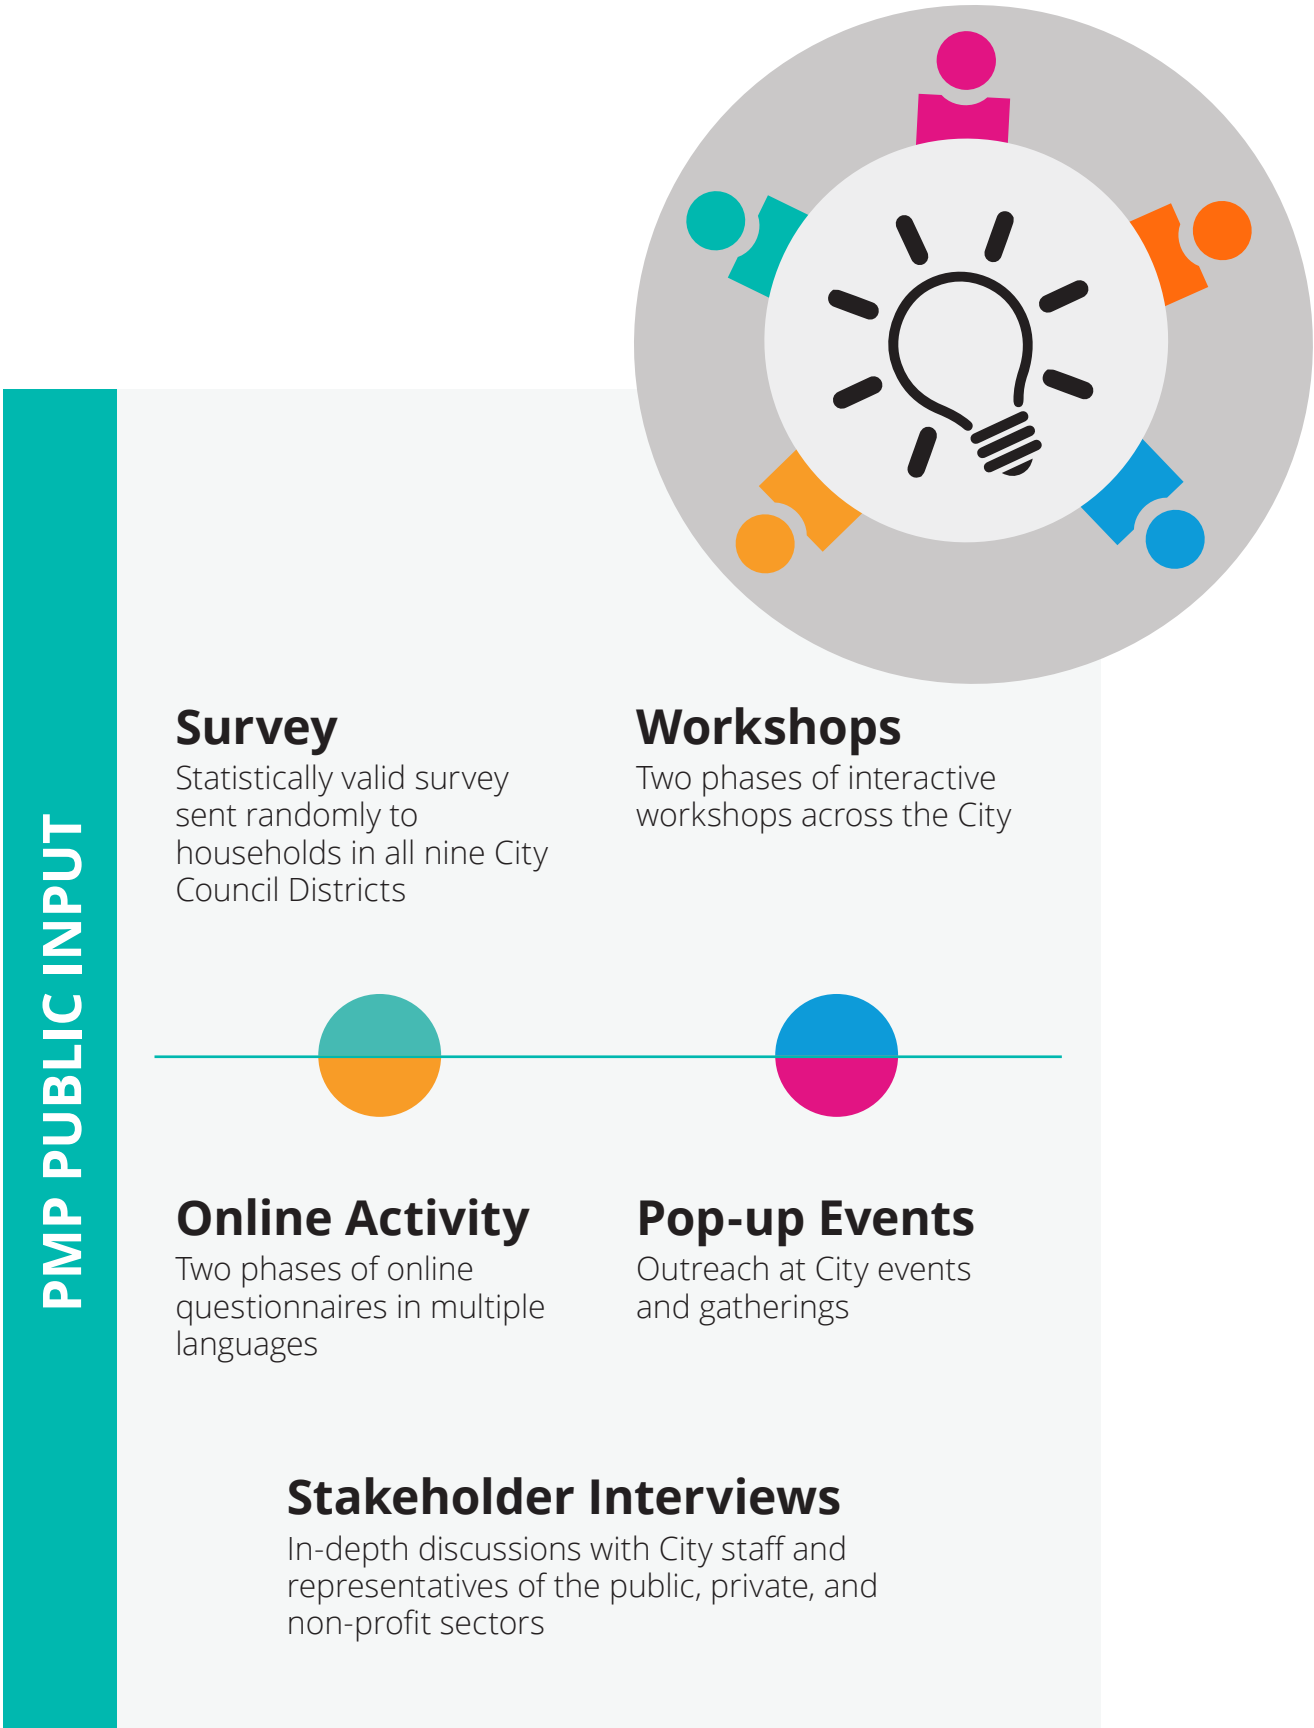 PMP PUBLIC INPUT
Survey
Statistically valid survey
sent randomly to
households in all nine City
Council Districts
Workshops
Two phases of interactive
workshops across the City
Online Activity
Two phases of online
questionnaires in multiple
languages
Pop-up Events
Outreach at City events
and gatherings
Stakeholder Interviews
In-depth discussions with City staff and
representatives of the public, private, and
non-profit sectors